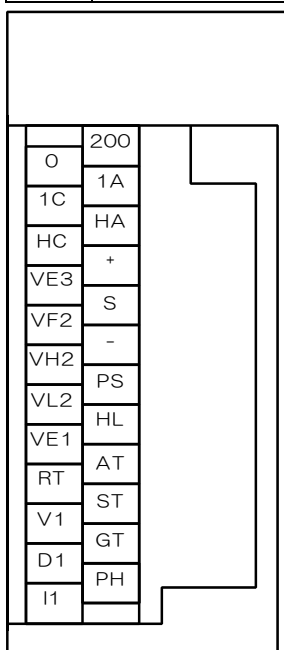 200
0
1A
1C
HA
HC
+
VE3
S
VF2
-
VH2
PS
VL2
HL
VE1
AT
RT
ST
V1
GT
D1
PH
I1